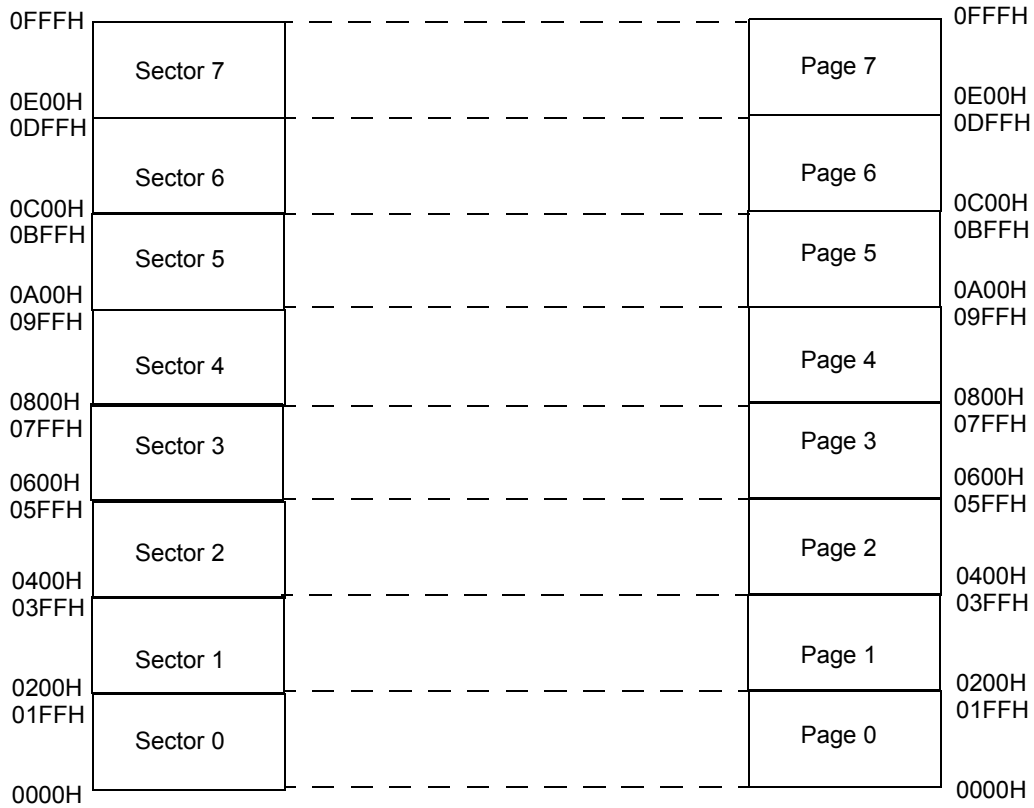 0FFFH 0FFFH
Sector 7 Page 7
0E00H 0E00H
0DFFH 0DFFH
Sector 6 Page 6
0C00H 0C00H
0BFFH 0BFFH
Sector 5 Page 5
0A00H 0A00H
09FFH 09FFH
Sector 4 Page 4
0800H 0800H
07FFH 07FFH
Sector 3 Page 3
0600H 0600H
05FFH 05FFH
Sector 2 Page 2
0400H 0400H
03FFH 03FFH
Sector 1 Page 1
0200H 0200H
01FFH 01FFH
Sector 0 Page 0
0000H 0000H